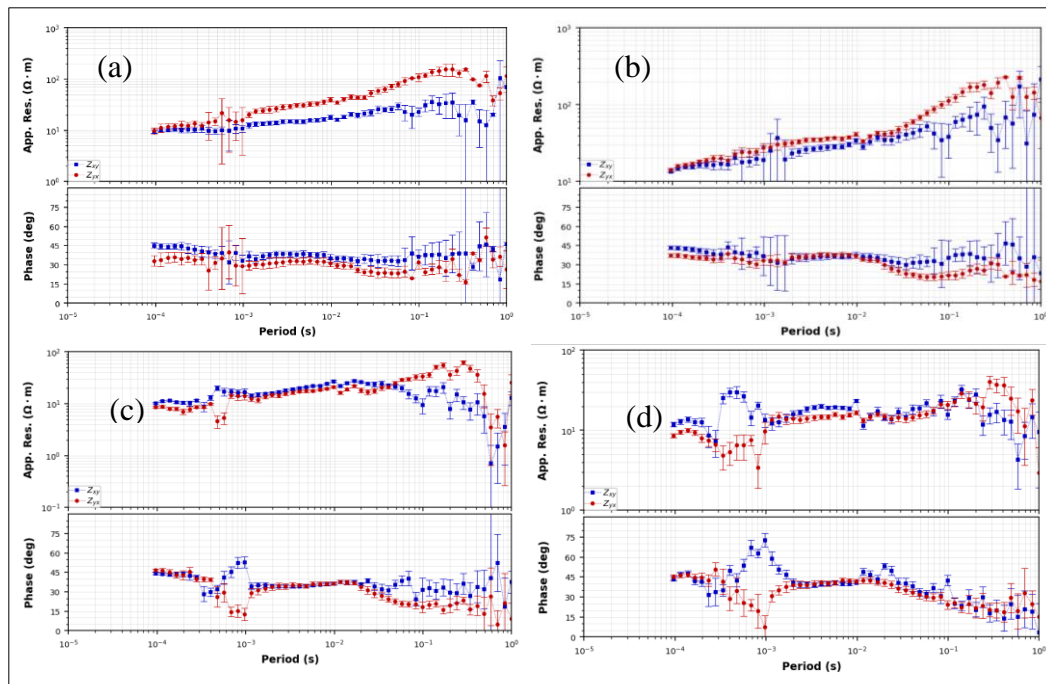 (a)
App. Res. (Ω · m)
10³
10²
10¹
10⁰
Zxy
Zyx
Phase (deg)
75
60
45
30
15
0
10⁻⁵
10⁻⁴
10⁻³
10⁻²
10⁻¹
10⁰
Period (s)
(b)
App. Res. (Ω · m)
10³
10²
10¹
Zxy
Zyx
Phase (deg)
75
60
45
30
15
0
10⁻⁵
10⁻⁴
10⁻³
10⁻²
10⁻¹
10⁰
Period (s)
(c)
App. Res. (Ω · m)
10²
10¹
10⁰
10⁻¹
Zxy
Zyx
Phase (deg)
75
60
45
30
15
0
10⁻⁵
10⁻⁴
10⁻³
10⁻²
10⁻¹
10⁰
Period (s)
(d)
App. Res. (Ω · m)
10²
10¹
10⁰
Zxy
Zyx
Phase (deg)
75
60
45
30
15
0
10⁻⁵
10⁻⁴
10⁻³
10⁻²
10⁻¹
10⁰
Period (s)